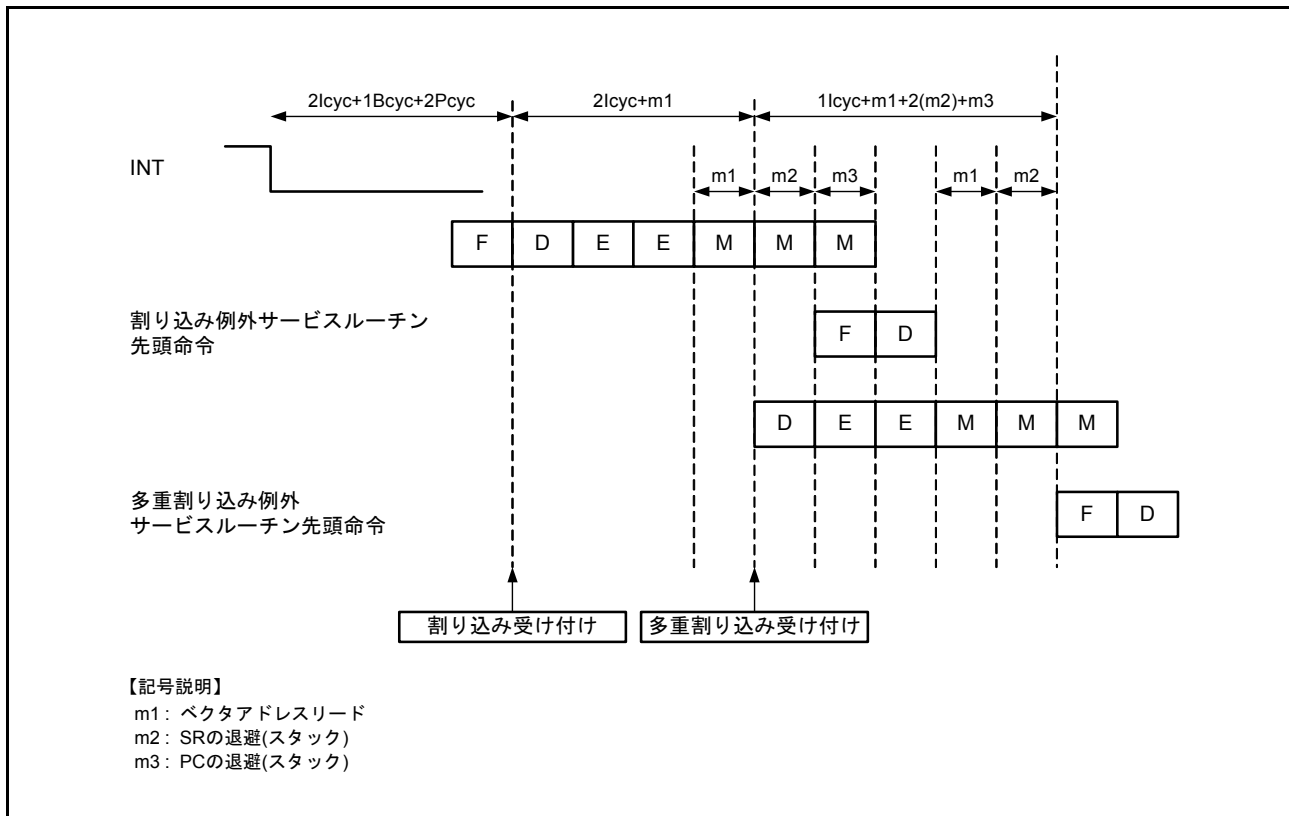 2Icyc+1Bcyc+2Pcyc 2Icyc+m1 1Icyc+m1+2(m2)+m3
INT
m1 m2 m3 m1 m2
F D E E M M M
割り込み例外サービスルーチン
先頭命令
F D
D E E M M M
多重割り込み例外
サービスルーチン先頭命令
F D
割り込み受け付け 多重割り込み受け付け
【記号説明】
m1 : ベクタアドレスリード
m2 : SRの退避(スタック)
m3 : PCの退避(スタック)